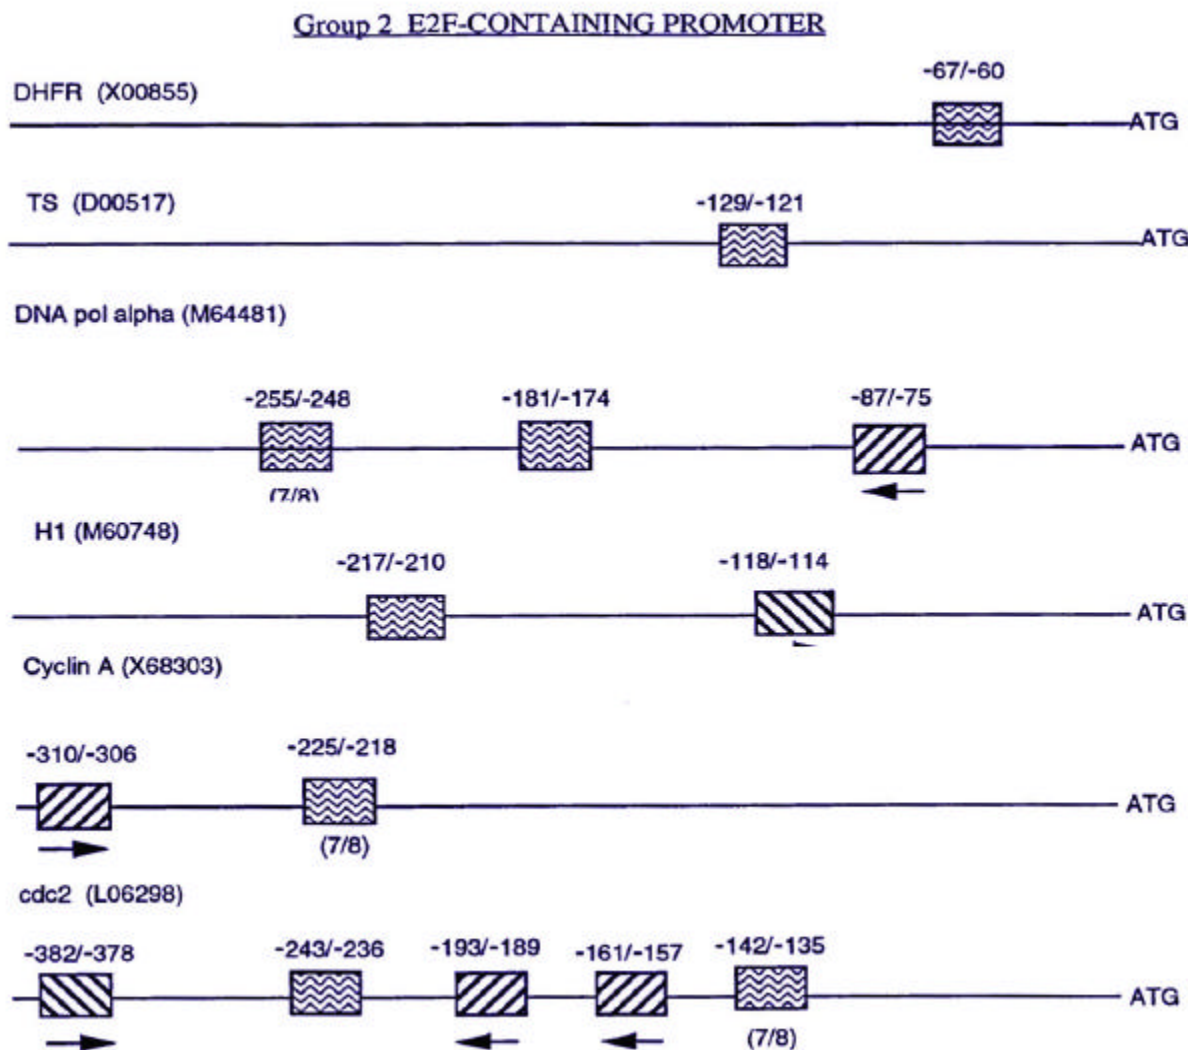 Group 2 E2F-CONTAINING PROMOTER
-67/-60
DHFR (X00855)
ATG
TS (D00517)
-129/-121
ATG
DNA pol alpha (M64481)
-255/-248 -181/-174 -87/-75
ATG
(7/8)
H1 (M60748)
-217/-210 -118/-114
ATG
Cyclin A (X68303)
-310/-306 -225/-218
ATG
(7/8)
cdc2 (L06298)
-382/-378 -243/-236 -193/-189 -161/-157 -142/-135
ATG
(7/8)